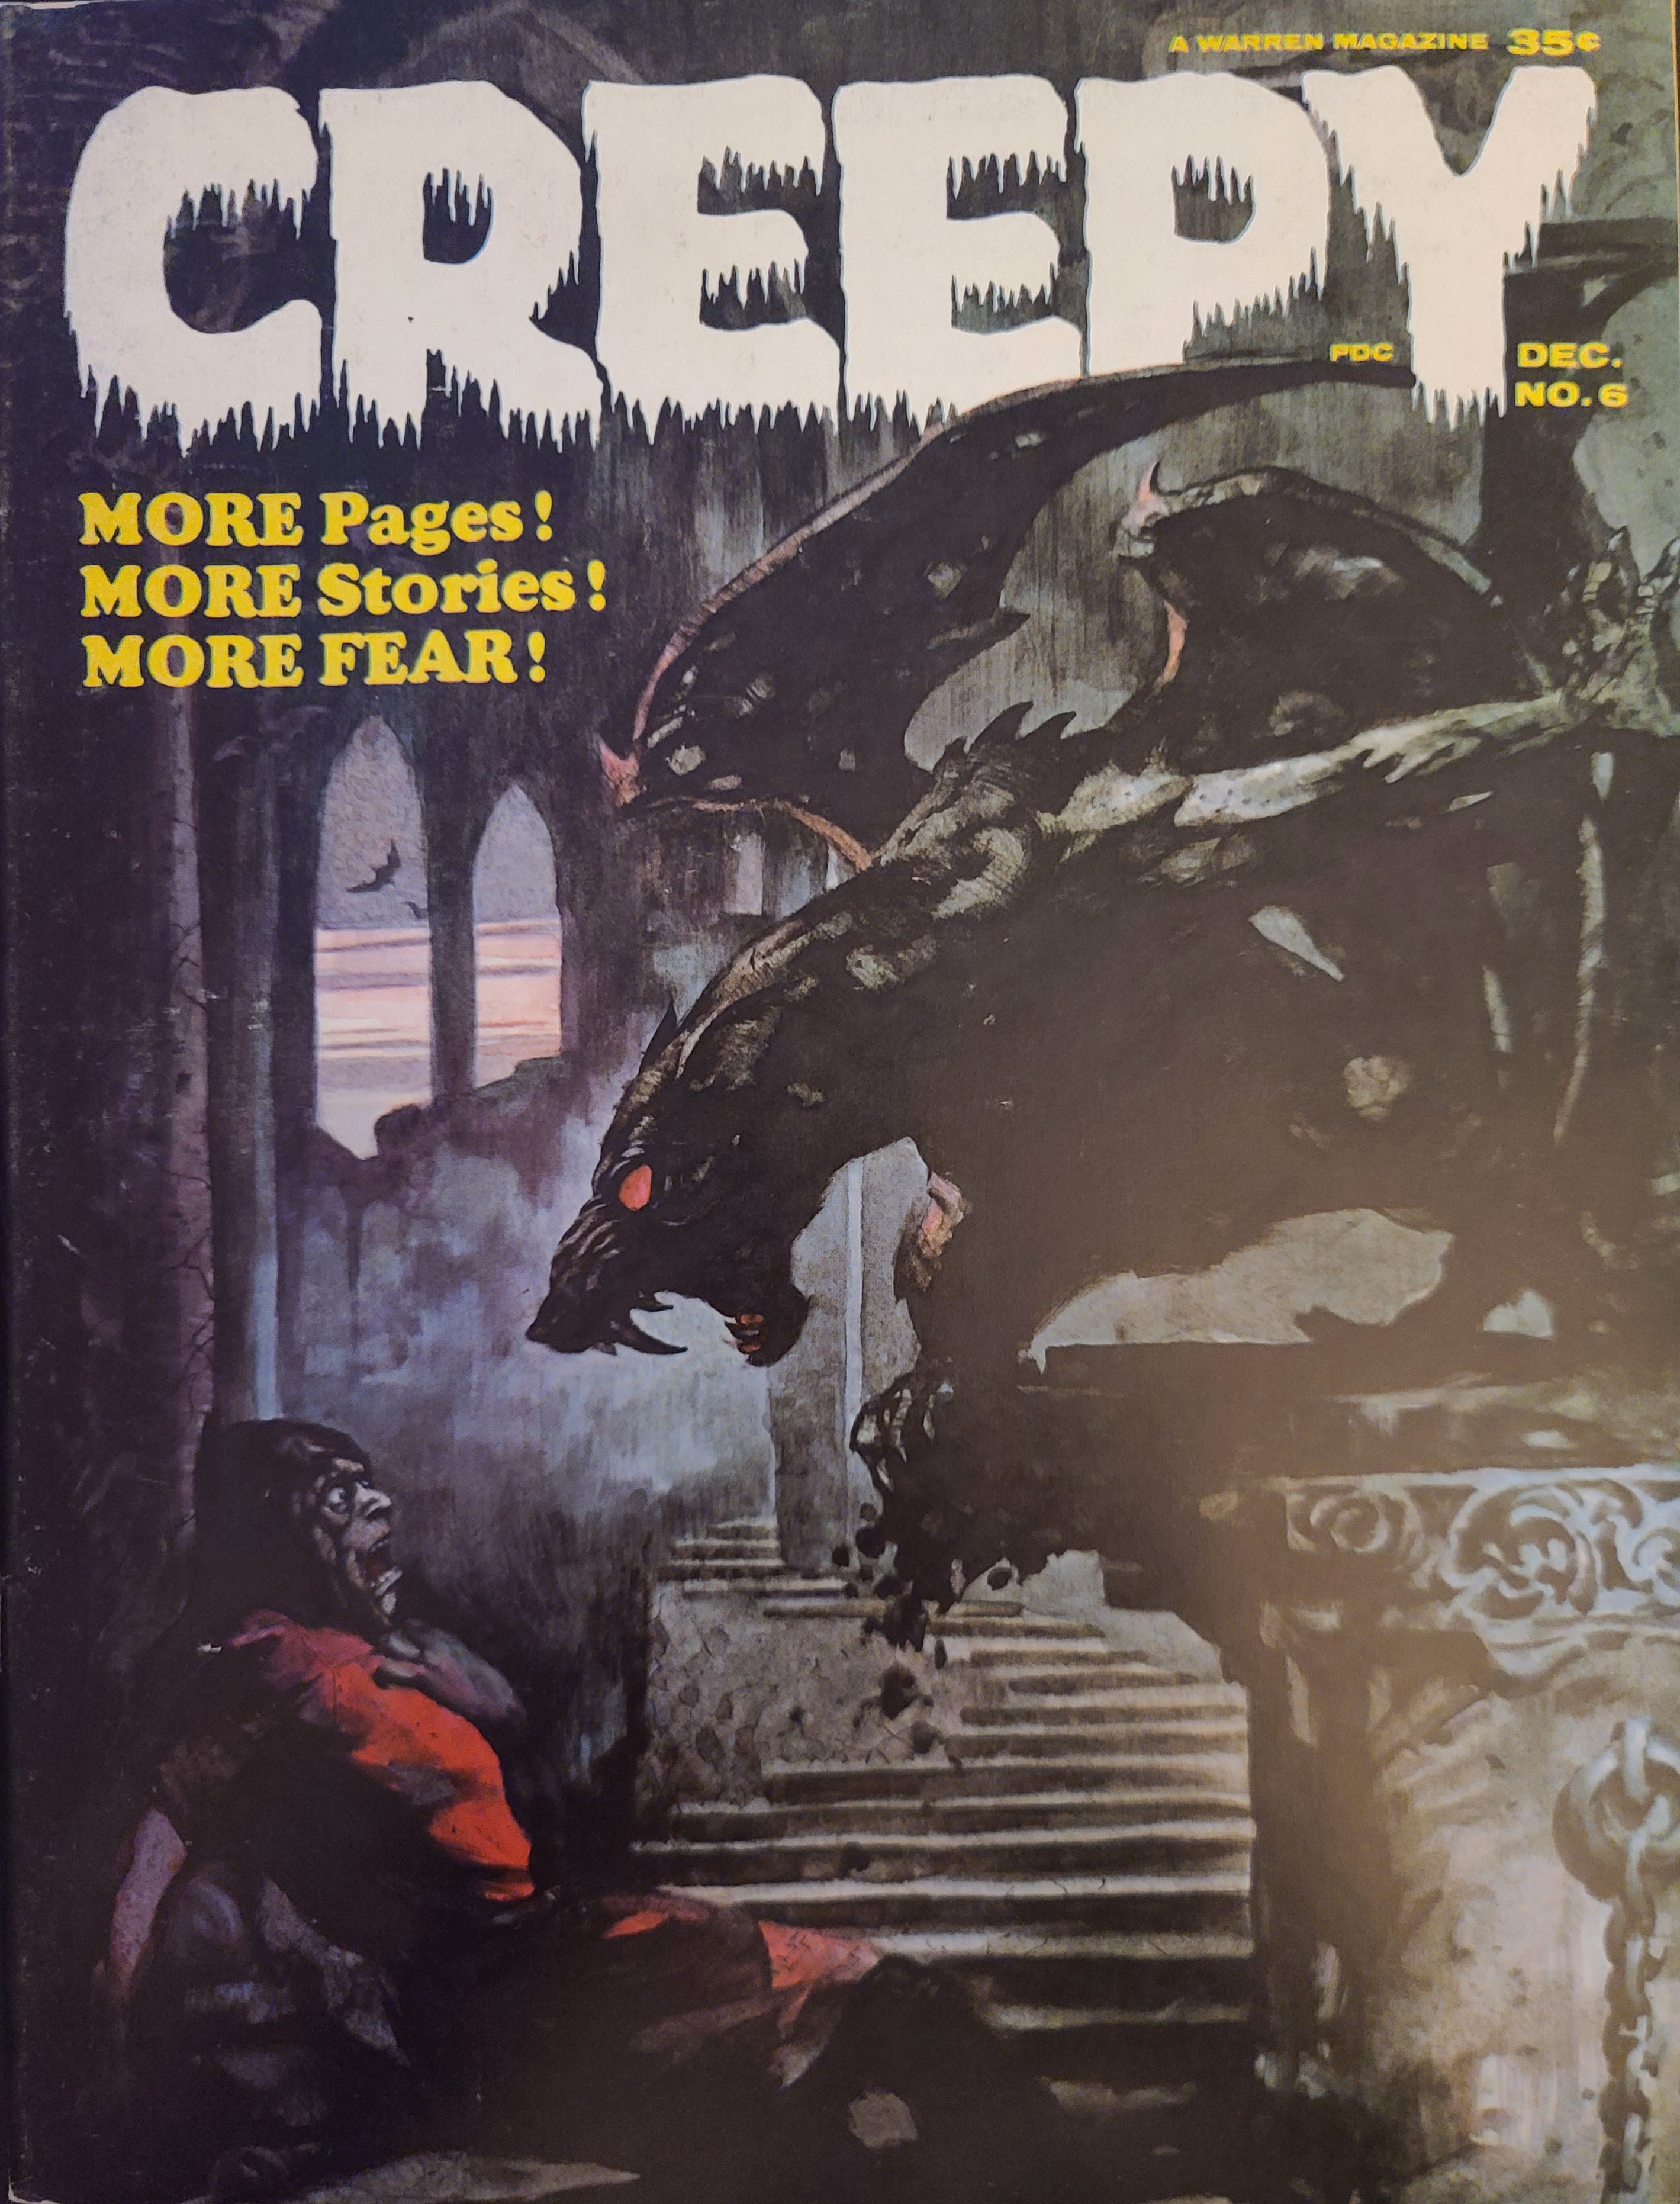 A WARREN MAGAZINE 35¢
CREEPY
PDC
DEC.
NO. 6
MORE Pages!
MORE Stories!
MORE FEAR!